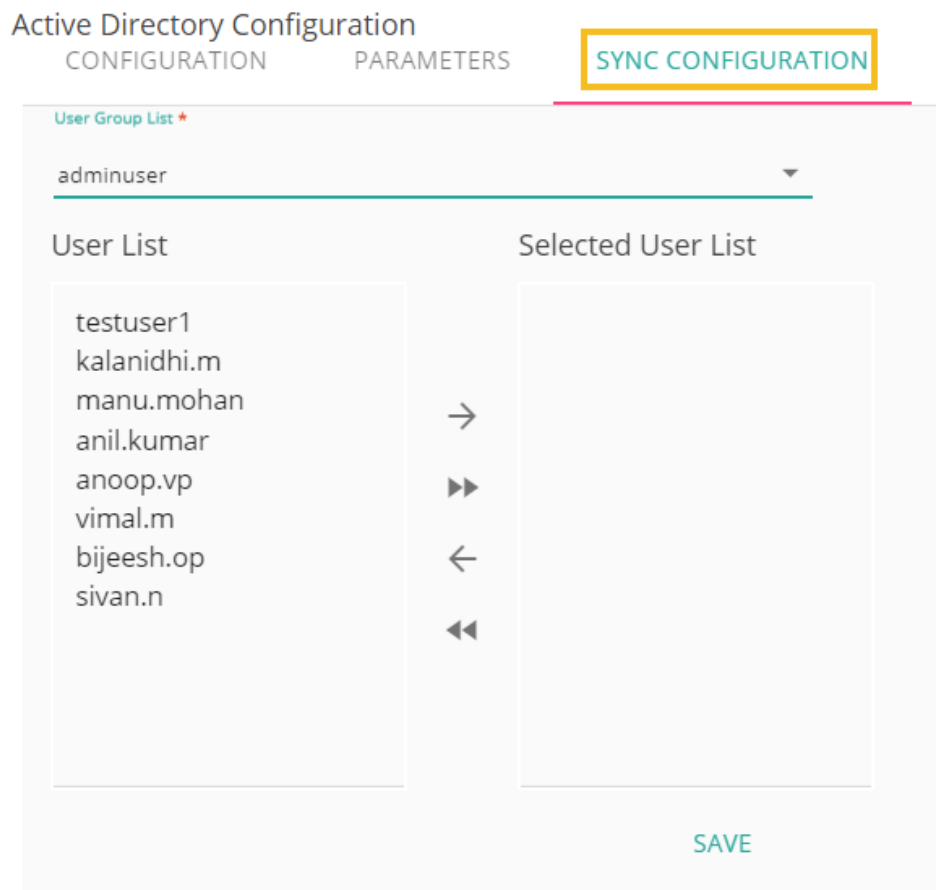 Active Directory Configuration
CONFIGURATION PARAMETERS SYNC CONFIGURATION
User Group List *
adminuser
User List Selected User List
testuser1
kalanidhi.m
manu.mohan
anil.kumar
anoop.vp
vimal.m
bijeesh.op
sivan.n
SAVE